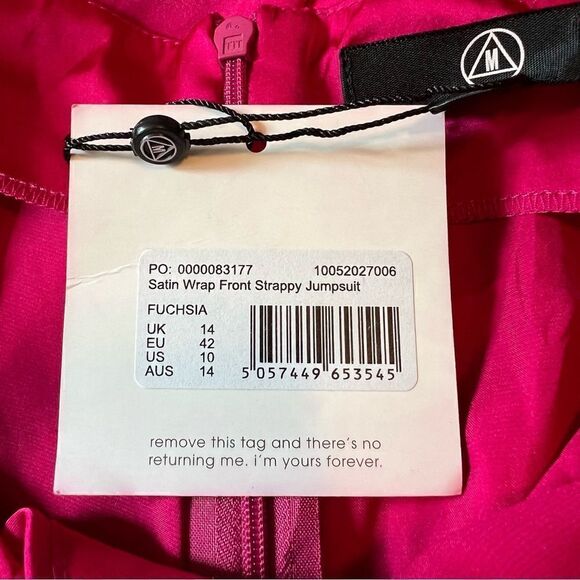 M
M
PO: 0000083177 10052027006
Satin Wrap Front Strappy Jumpsuit
FUCHSIA
UK 14
EU 42
US 10
AUS 14
5 057449 653545
remove this tag and there's no
returning me. i'm yours forever.